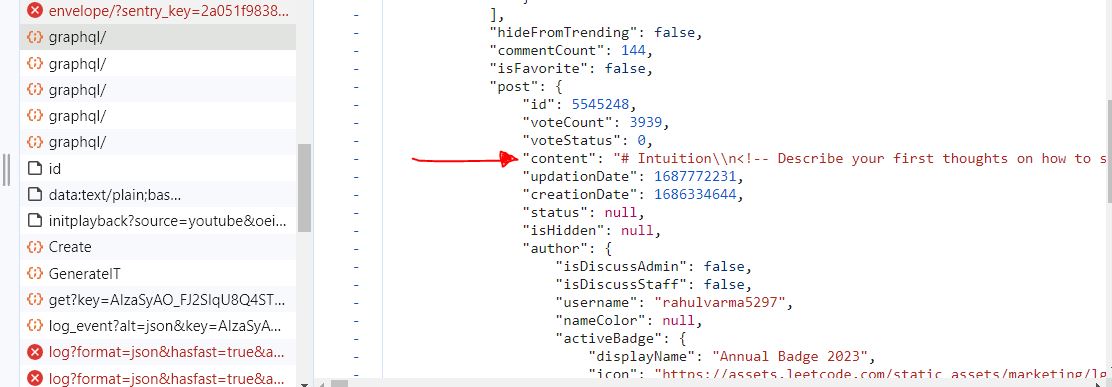 envelope/?sentry_key=2a051f9838...
graphql/
graphql/
graphql/
graphql/
graphql/
id
data:text/plain;bas...
initplayback?source=youtube&oei...
Create
GenerateIT
get?key=AIzaSyAO_FJ2SlqU8Q4ST...
log_event?alt=json&key=AIzaSyA...
log?format=json&hasfast=true&a...
log?format=json&hasfast=true&a...
],
"hideFromTrending": false,
"commentCount": 144,
"isFavorite": false,
"post": {
"id": 5545248,
"voteCount": 3939,
"voteStatus": 0,
"content": "# Intuition\\n<!-- Describe your first thoughts on how to s
"updationDate": 1687772231,
"creationDate": 1686334644,
"status": null,
"isHidden": null,
"author": {
"isDiscussAdmin": false,
"isDiscussStaff": false,
"username": "rahulvarma5297",
"nameColor": null,
"activeBadge": {
"displayName": "Annual Badge 2023",
"icon": "https://assets.leetcode.com/static_assets/marketing/lg